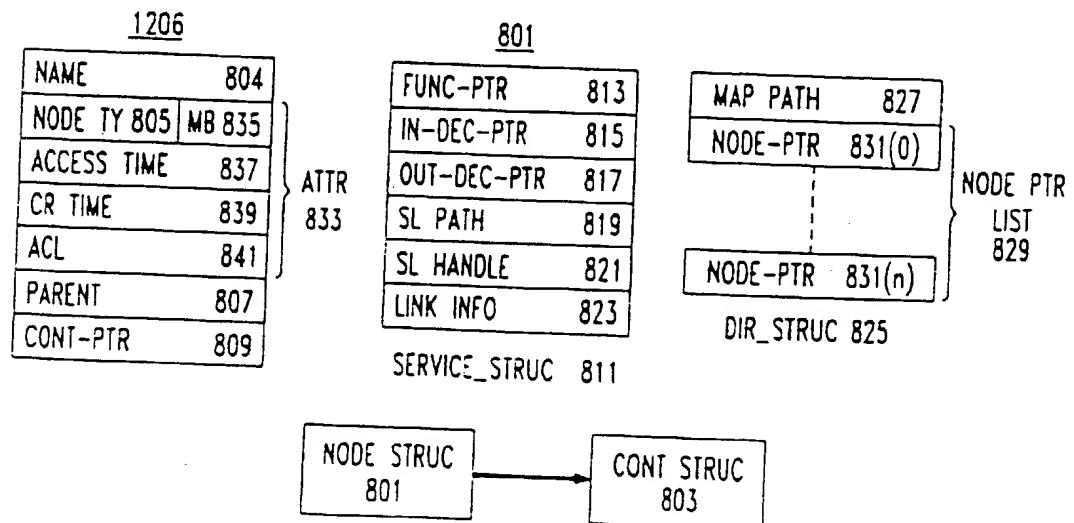 1206
NAME 804
NODE TY 805 MB 835
ACCESS TIME 837
CR TIME 839
ACL 841
PARENT 807
CONT-PTR 809
ATTR
833
801
FUNC-PTR 813
IN-DEC-PTR 815
OUT-DEC-PTR 817
SL PATH 819
SL HANDLE 821
LINK INFO 823
SERVICE_STRUC 811
MAP PATH 827
NODE-PTR 831(0)
NODE-PTR 831(n)
NODE PTR
LIST
829
DIR_STRUC 825
NODE STRUC
801
CONT STRUC
803